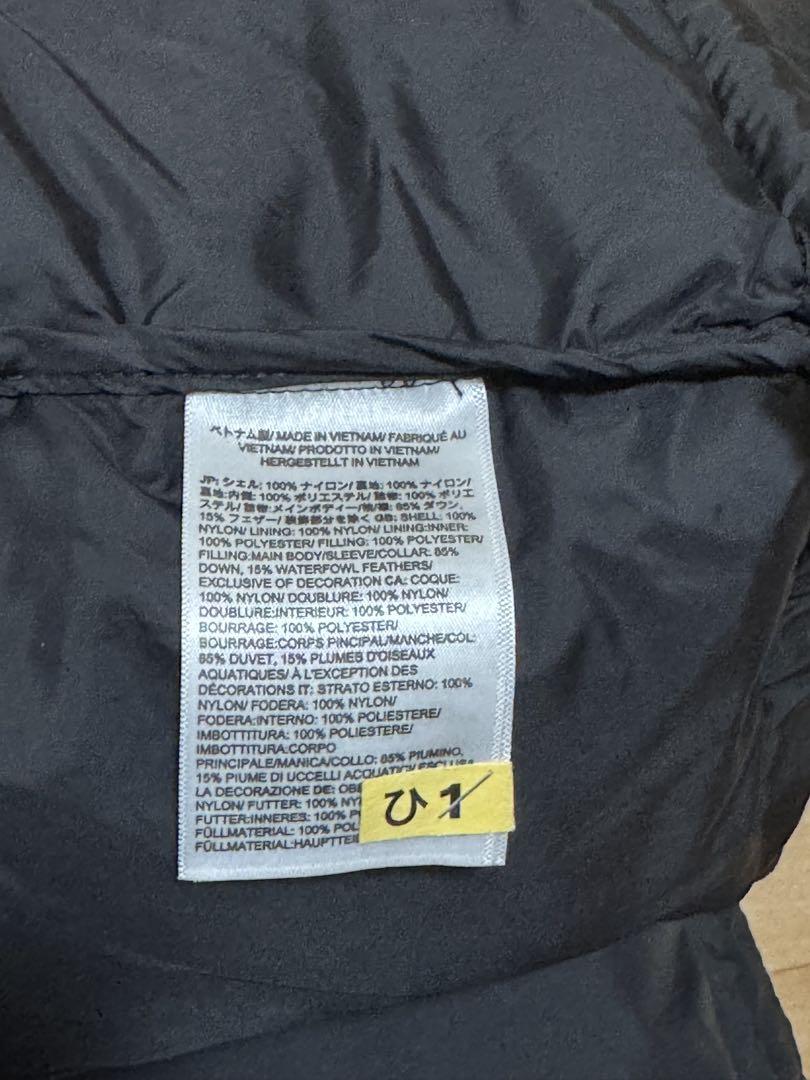 ベトナム製/ MADE IN VIETNAM/ FABRIQUÉ AU
VIETNAM/ PRODOTTO IN VIETNAM/
HERGESTELLT IN VIETNAM
JP: シェル: 100% ナイロン/ 裏地: 100% ナイロン/
裏地:内側: 100% ポリエステル/ 詰物: 100% ポリエ
ステル/ 詰物:メインボディー/袖/襟: 85% ダウン,
15% フェザー/ 装飾部分を除く GB: SHELL: 100%
NYLON/ LINING: 100% NYLON/ LINING:INNER:
100% POLYESTER/ FILLING: 100% POLYESTER/
FILLING:MAIN BODY/SLEEVE/COLLAR: 85%
DOWN, 15% WATERFOWL FEATHERS/
EXCLUSIVE OF DECORATION CA: COQUE:
100% NYLON/ DOUBLURE: 100% NYLON/
DOUBLURE:INTERIEUR: 100% POLYESTER/
BOURRAGE: 100% POLYESTER/
BOURRAGE:CORPS PINCIPAL/MANCHE/COL:
85% DUVET, 15% PLUMES D'OISEAUX
AQUATIQUES/ À L'EXCEPTION DES
DÉCORATIONS IT: STRATO ESTERNO: 100%
NYLON/ FODERA: 100% NYLON/
FODERA:INTERNO: 100% POLIESTERE/
IMBOTTITURA: 100% POLIESTERE/
IMBOTTITURA:CORPO
PRINCIPALE/MANICA/COLLO: 85% PIUMINO,
15% PIUME DI UCCELLI
LA DECORAZIONE DE:
NYLON/ FUTTER: 100%
FUTTER:INNERES: 100%
FÜLLMATERIAL: 100%
ひ1